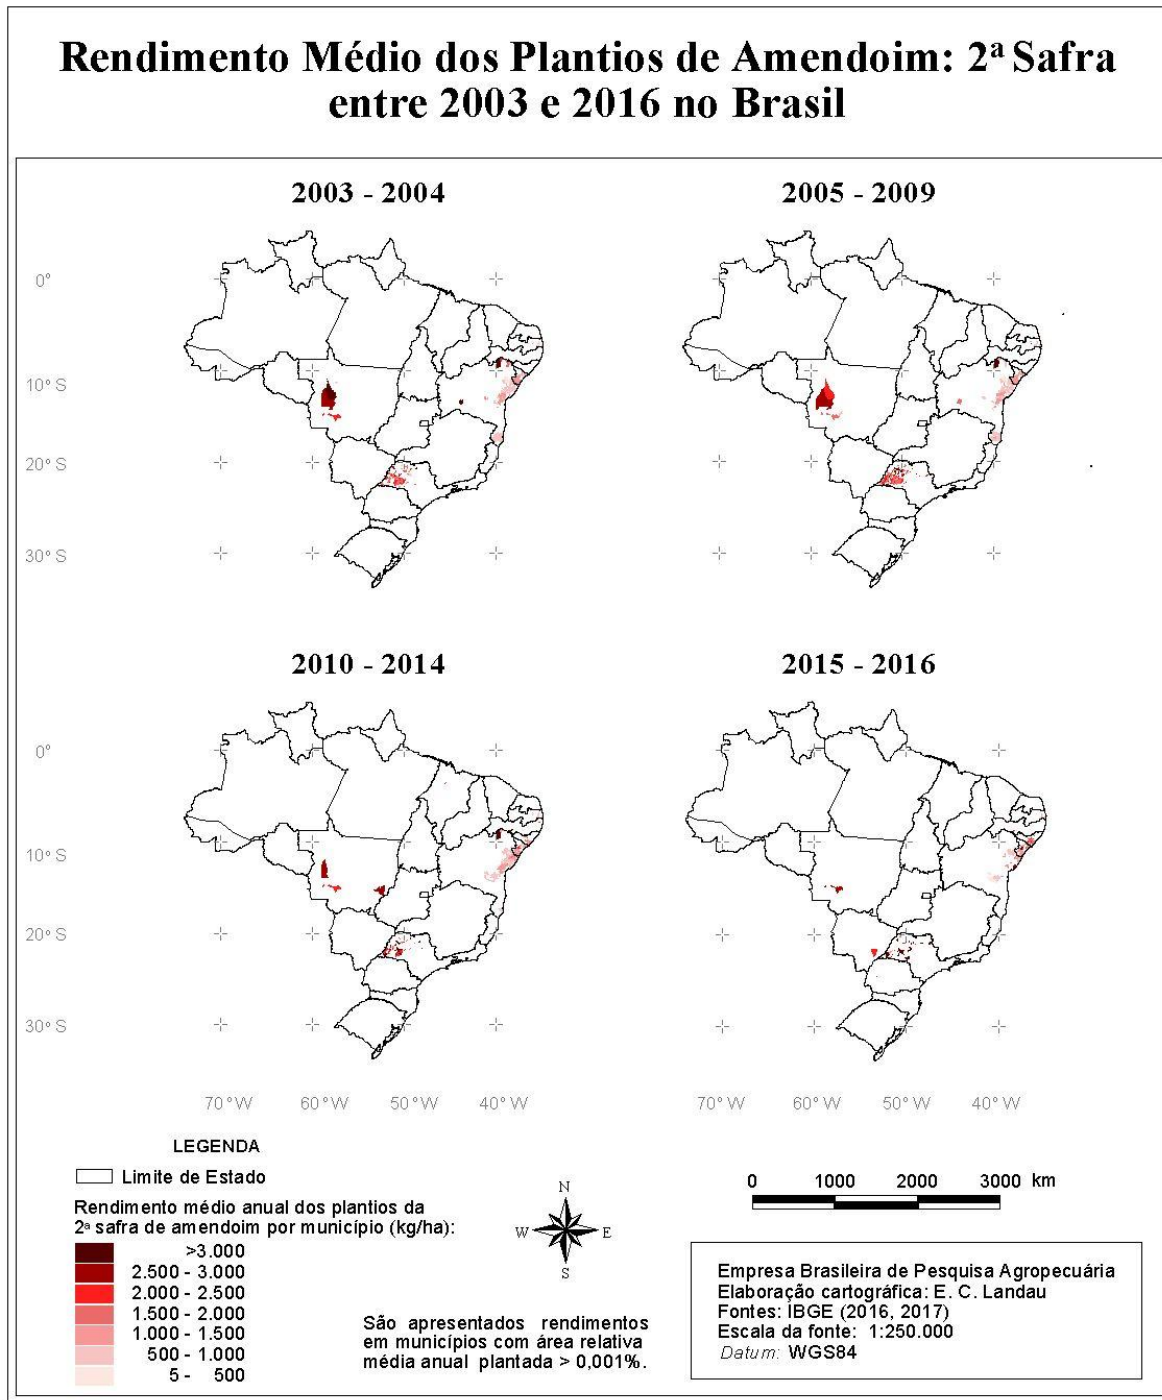 Rendimento Médio dos Plantios de Amendoim: 2ª Safra
entre 2003 e 2016 no Brasil
2003 - 2004
2005 - 2009
0°
10° S
20° S
30° S
2010 - 2014
2015 - 2016
0°
10° S
20° S
30° S
70° W 60° W 50° W 40° W
70° W 60° W 50° W 40° W
LEGENDA
Limite de Estado
Rendimento médio anual dos plantios da
2ª safra de amendoim por município (kg/ha):
>3.000
2.500 - 3.000
2.000 - 2.500
1.500 - 2.000
1.000 - 1.500
500 - 1.000
5 - 500
N
W E
S
São apresentados rendimentos
em municípios com área relativa
média anual plantada > 0,001%.
0 1000 2000 3000 km
Empresa Brasileira de Pesquisa Agropecuária
Elaboração cartográfica: E. C. Landau
Fontes: IBGE (2016, 2017)
Escala da fonte: 1:250.000
Datum: WGS84